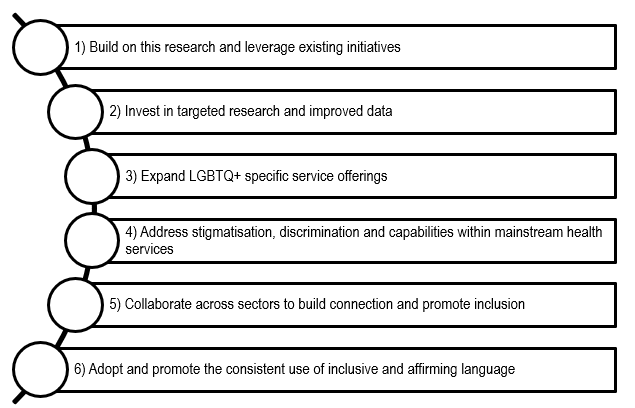 1) Build on this research and leverage existing initiatives
2) Invest in targeted research and improved data
3) Expand LGBTQ+ specific service offerings
4) Address stigmatisation, discrimination and capabilities within mainstream health
services
5) Collaborate across sectors to build connection and promote inclusion
6) Adopt and promote the consistent use of inclusive and affirming language